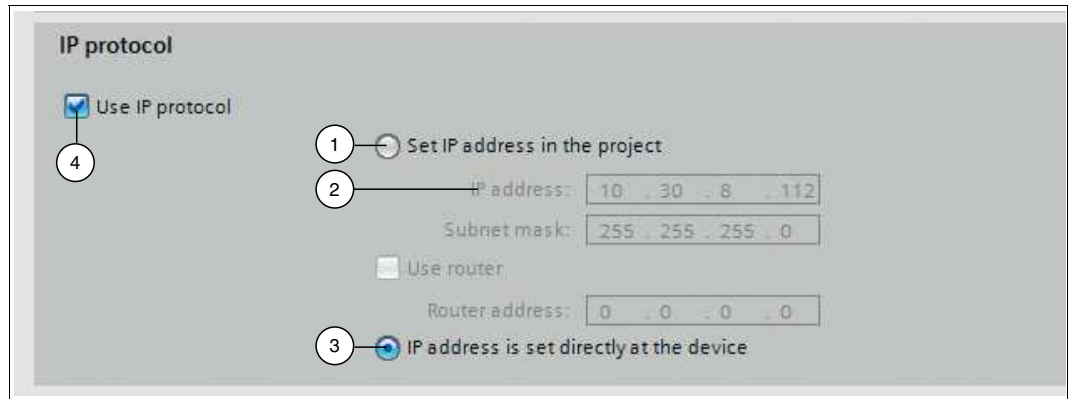 IP protocol
Use IP protocol
4
1 Set IP address in the project
2 IP address: 10 . 30 . 8 . 112
Subnet mask: 255 . 255 . 255 . 0
Use router
Router address: 0 . 0 . 0 . 0
3 IP address is set directly at the device